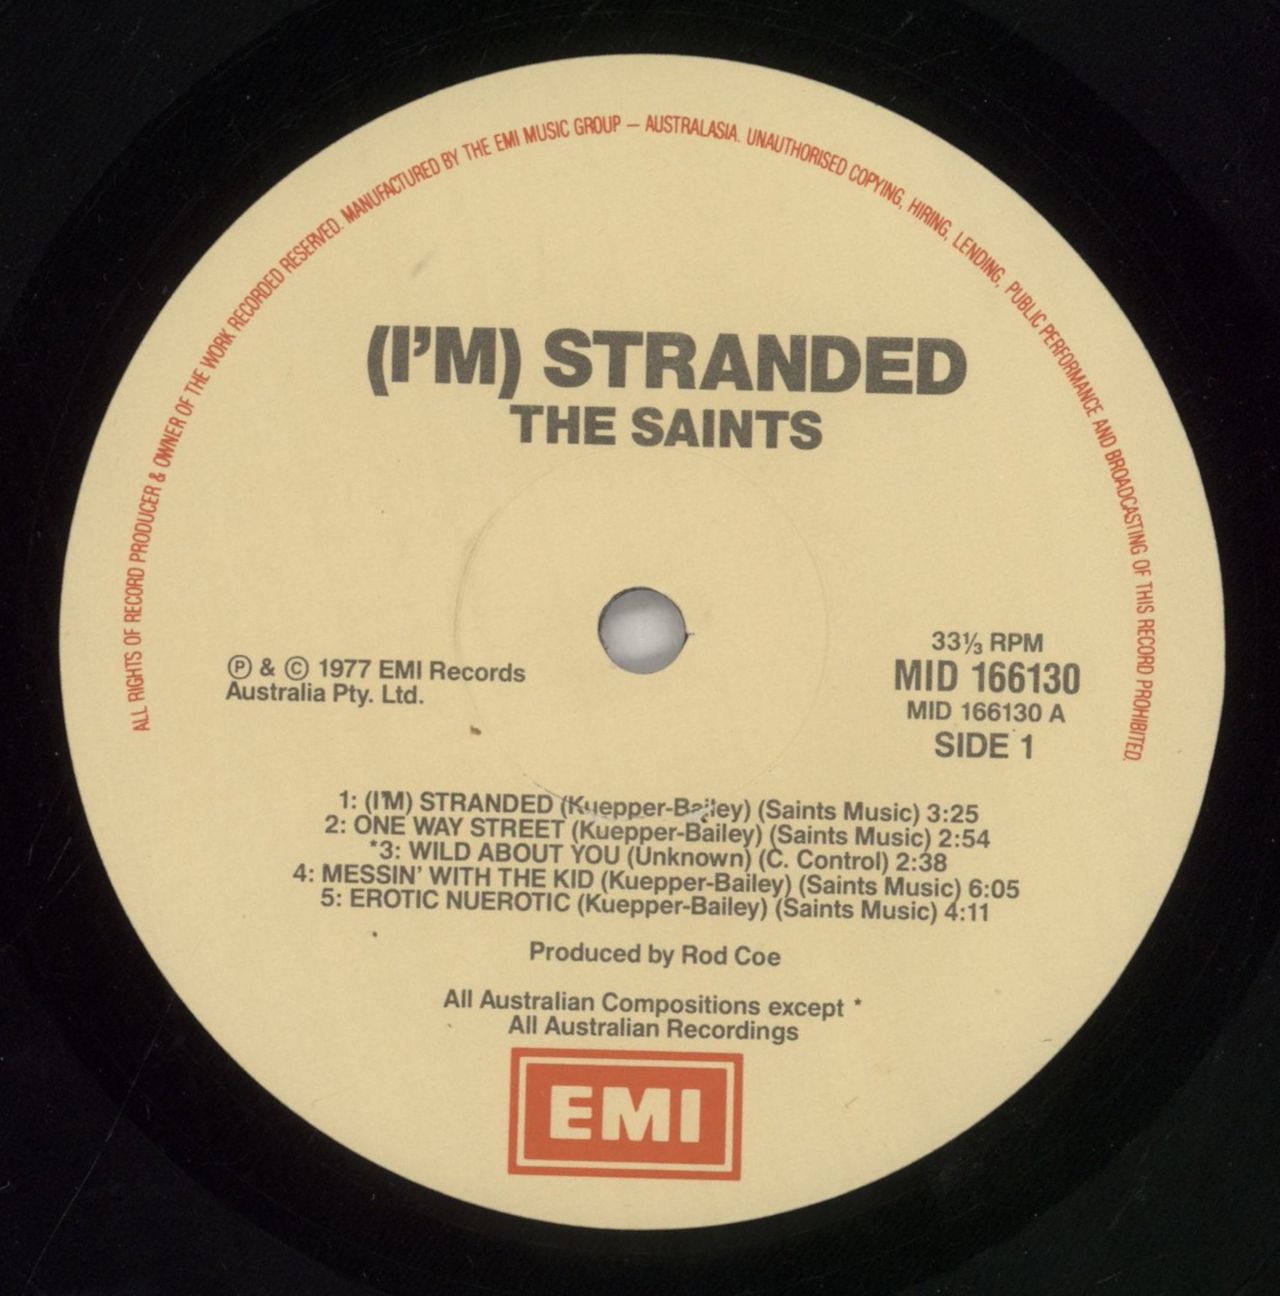 ALL RIGHTS OF RECORD PRODUCER & OWNER OF THE WORK RECORDED RESERVED. MANUFACTURED BY THE EMI MUSIC GROUP – AUSTRALASIA. UNAUTHORISED COPYING, HIRING, LENDING, PUBLIC PERFORMANCE AND BROADCASTING OF THIS RECORD PROHIBITED.
(I'M) STRANDED
THE SAINTS
℗ & © 1977 EMI Records
Australia Pty. Ltd.
33⅓ RPM
MID 166130
MID 166130 A
SIDE 1
1: (I'M) STRANDED (Kuepper-Bailey) (Saints Music) 3:25
2: ONE WAY STREET (Kuepper-Bailey) (Saints Music) 2:54
*3: WILD ABOUT YOU (Unknown) (C. Control) 2:38
4: MESSIN' WITH THE KID (Kuepper-Bailey) (Saints Music) 6:05
5: EROTIC NUEROTIC (Kuepper-Bailey) (Saints Music) 4:11
Produced by Rod Coe
All Australian Compositions except *
All Australian Recordings
EMI